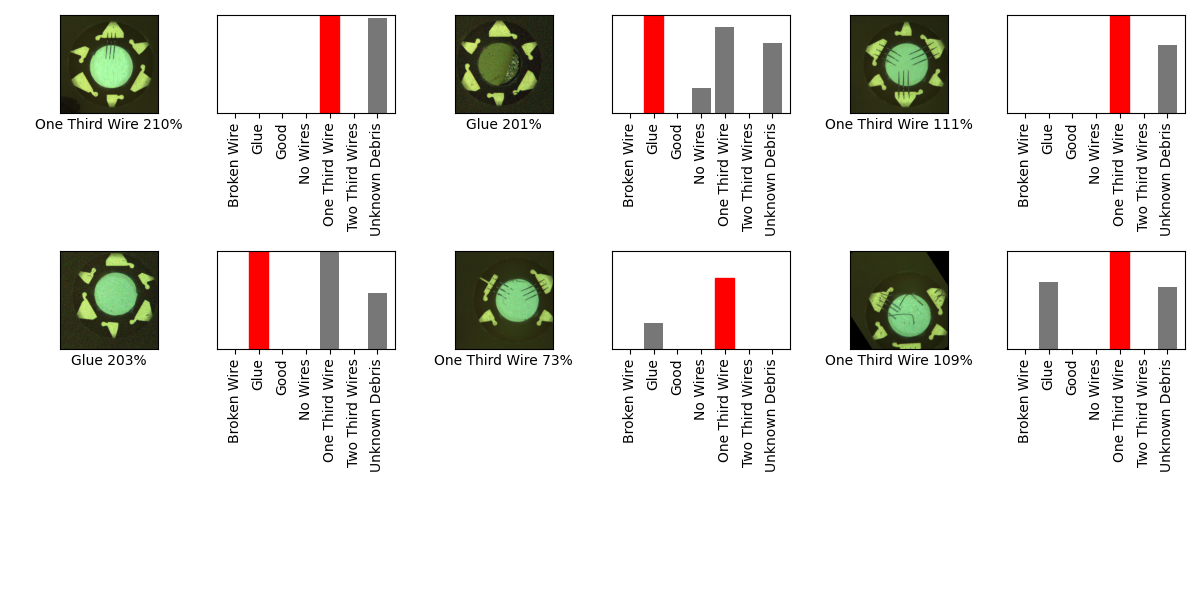 One Third Wire 210%
Broken Wire
Glue
Good
No Wires
One Third Wire
Two Third Wires
Unknown Debris
Glue 201%
Broken Wire
Glue
Good
No Wires
One Third Wire
Two Third Wires
Unknown Debris
One Third Wire 111%
Broken Wire
Glue
Good
No Wires
One Third Wire
Two Third Wires
Unknown Debris
Glue 203%
Broken Wire
Glue
Good
No Wires
One Third Wire
Two Third Wires
Unknown Debris
One Third Wire 73%
Broken Wire
Glue
Good
No Wires
One Third Wire
Two Third Wires
Unknown Debris
One Third Wire 109%
Broken Wire
Glue
Good
No Wires
One Third Wire
Two Third Wires
Unknown Debris